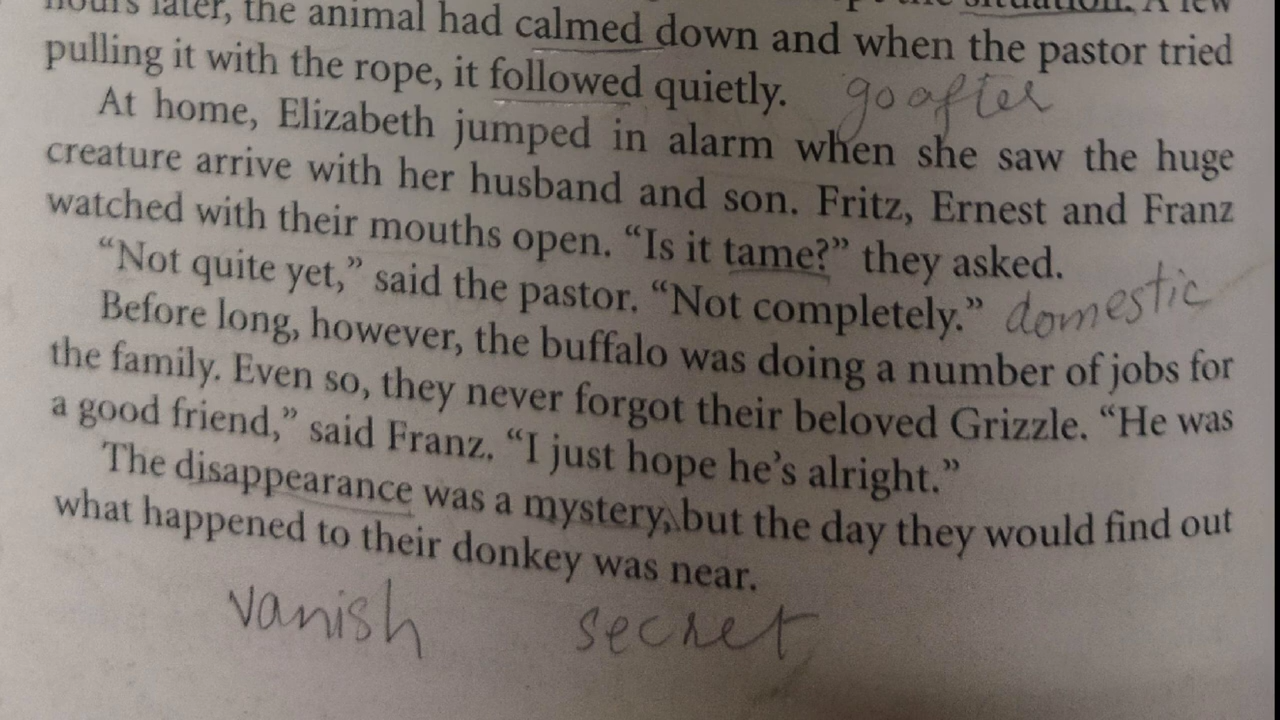 hours later, the animal had calmed down and when the pastor tried
situation. A few
pulling it with the rope, it followed quietly. go after
At home, Elizabeth jumped in alarm when she saw the huge
creature arrive with her husband and son. Fritz, Ernest and Franz
watched with their mouths open. “Is it tame?” they asked.
“Not quite yet,” said the pastor. “Not completely.” domestic
Before long, however, the buffalo was doing a number of jobs for
the family. Even so, they never forgot their beloved Grizzle. “He was
a good friend,” said Franz. “I just hope he’s alright.”
The disappearance was a mystery, but the day they would find out
what happened to their donkey was near.
vanish secret